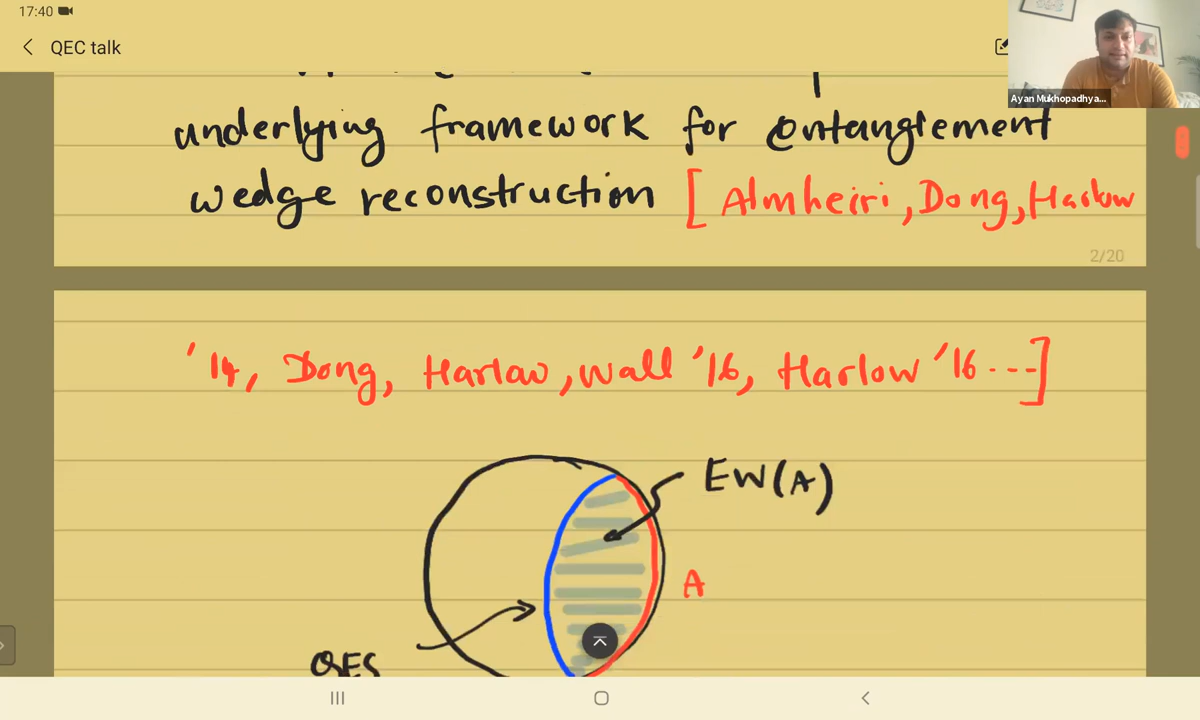 17:40
QEC talk
Ayan Mukhopadhya...
underlying framework for entanglement
wedge reconstruction [Almheiri, Dong, Harlow
2/20
'14, Dong, Harlow, Wall '16, Harlow '16 ---]
EW(A)
A
QES